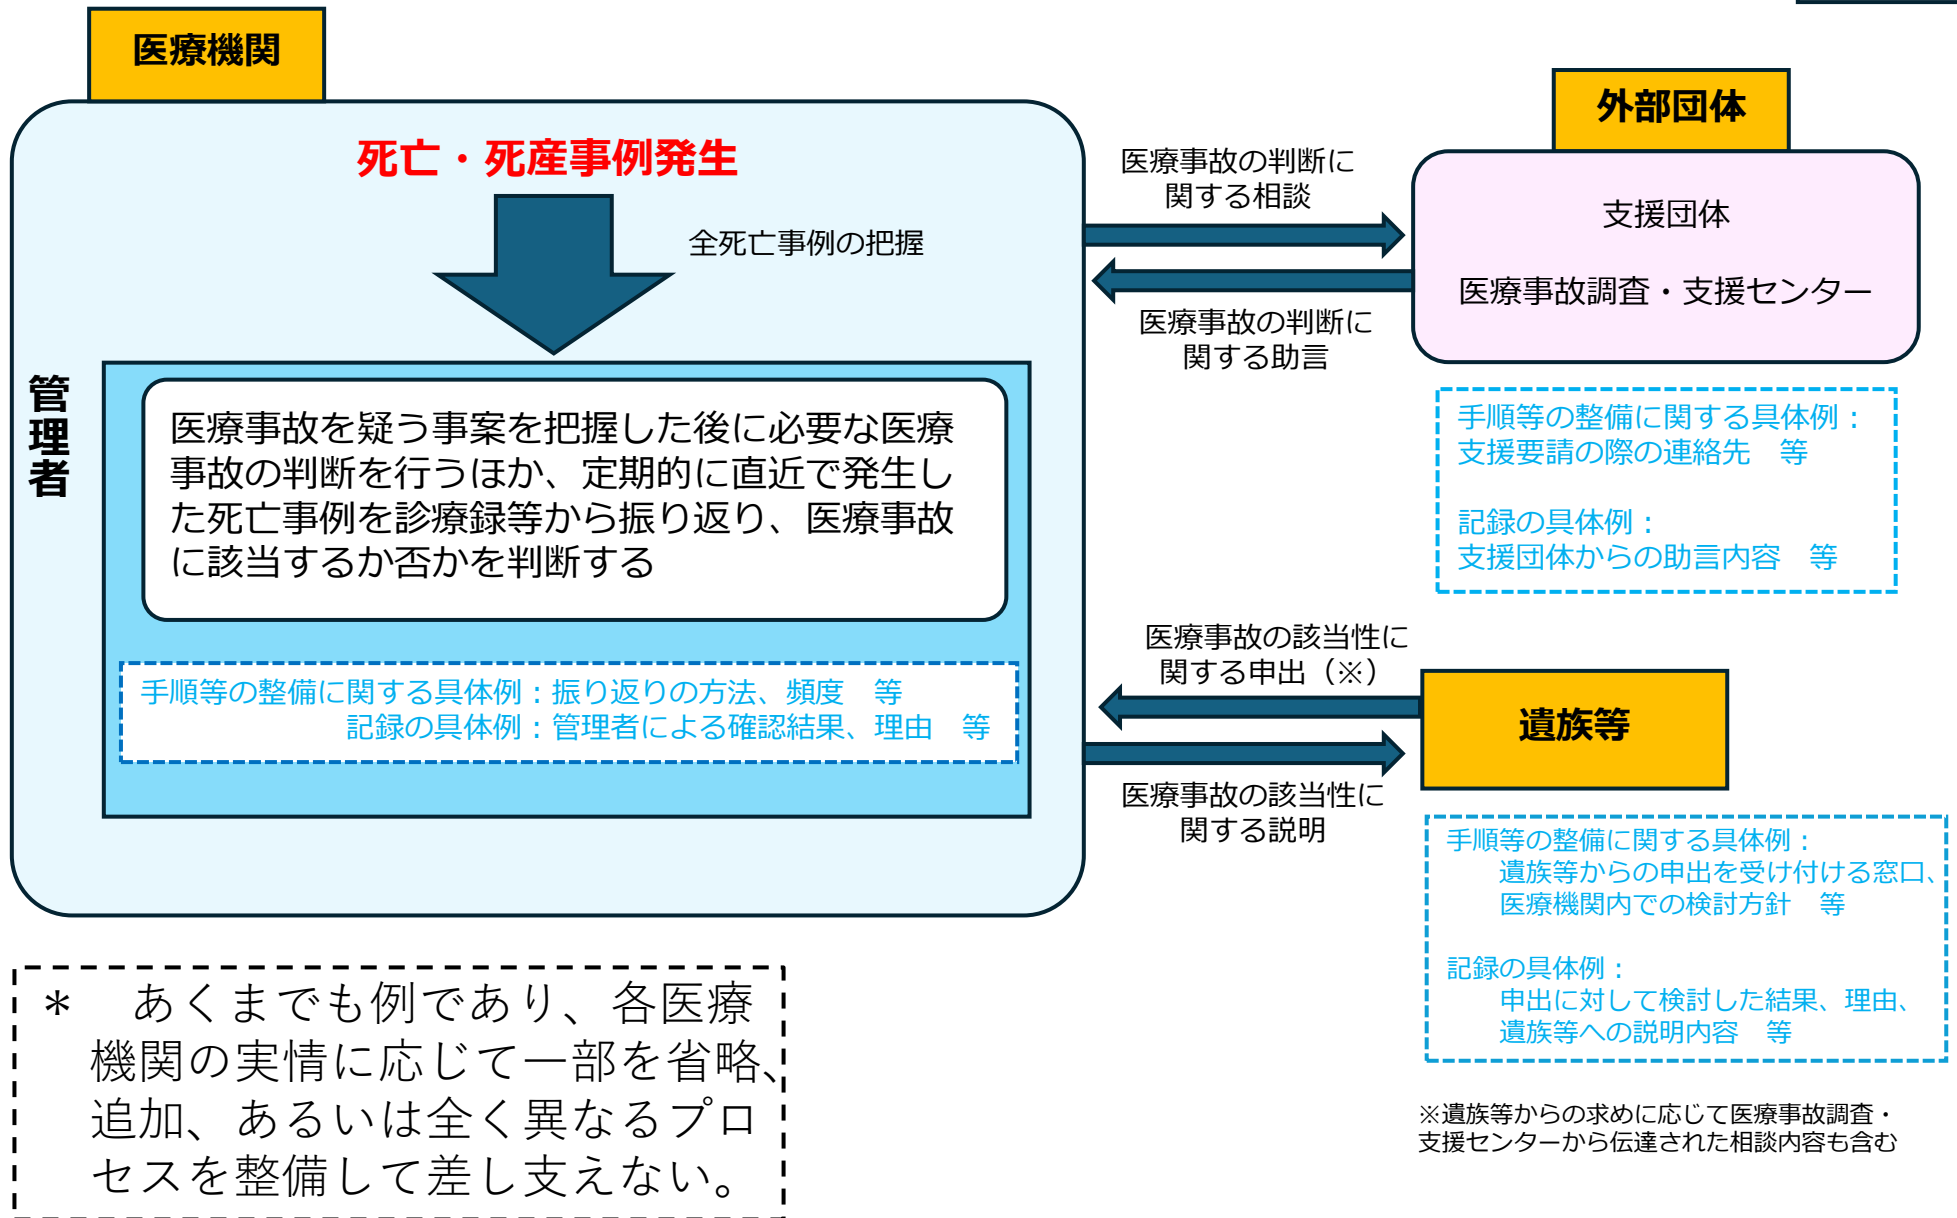 医療機関
死亡・死産事例発生
全死亡事例の把握
管理者
医療事故を疑う事案を把握した後に必要な医療
事故の判断を行うほか、定期的に直近で発生し
た死亡事例を診療録等から振り返り、医療事故
に該当するか否かを判断する
手順等の整備に関する具体例：振り返りの方法、頻度　等
記録の具体例：管理者による確認結果、理由　等
医療事故の判断に
関する相談
医療事故の判断に
関する助言
外部団体
支援団体
医療事故調査・支援センター
手順等の整備に関する具体例：
支援要請の際の連絡先　等
記録の具体例：
支援団体からの助言内容　等
医療事故の該当性に
関する申出（※）
医療事故の該当性に
関する説明
遺族等
手順等の整備に関する具体例：
遺族等からの申出を受け付ける窓口、
医療機関内での検討方針　等
記録の具体例：
申出に対して検討した結果、理由、
遺族等への説明内容　等
※遺族等からの求めに応じて医療事故調査・
支援センターから伝達された相談内容も含む
＊　あくまでも例であり、各医療
機関の実情に応じて一部を省略、
追加、あるいは全く異なるプロ
セスを整備して差し支えない。